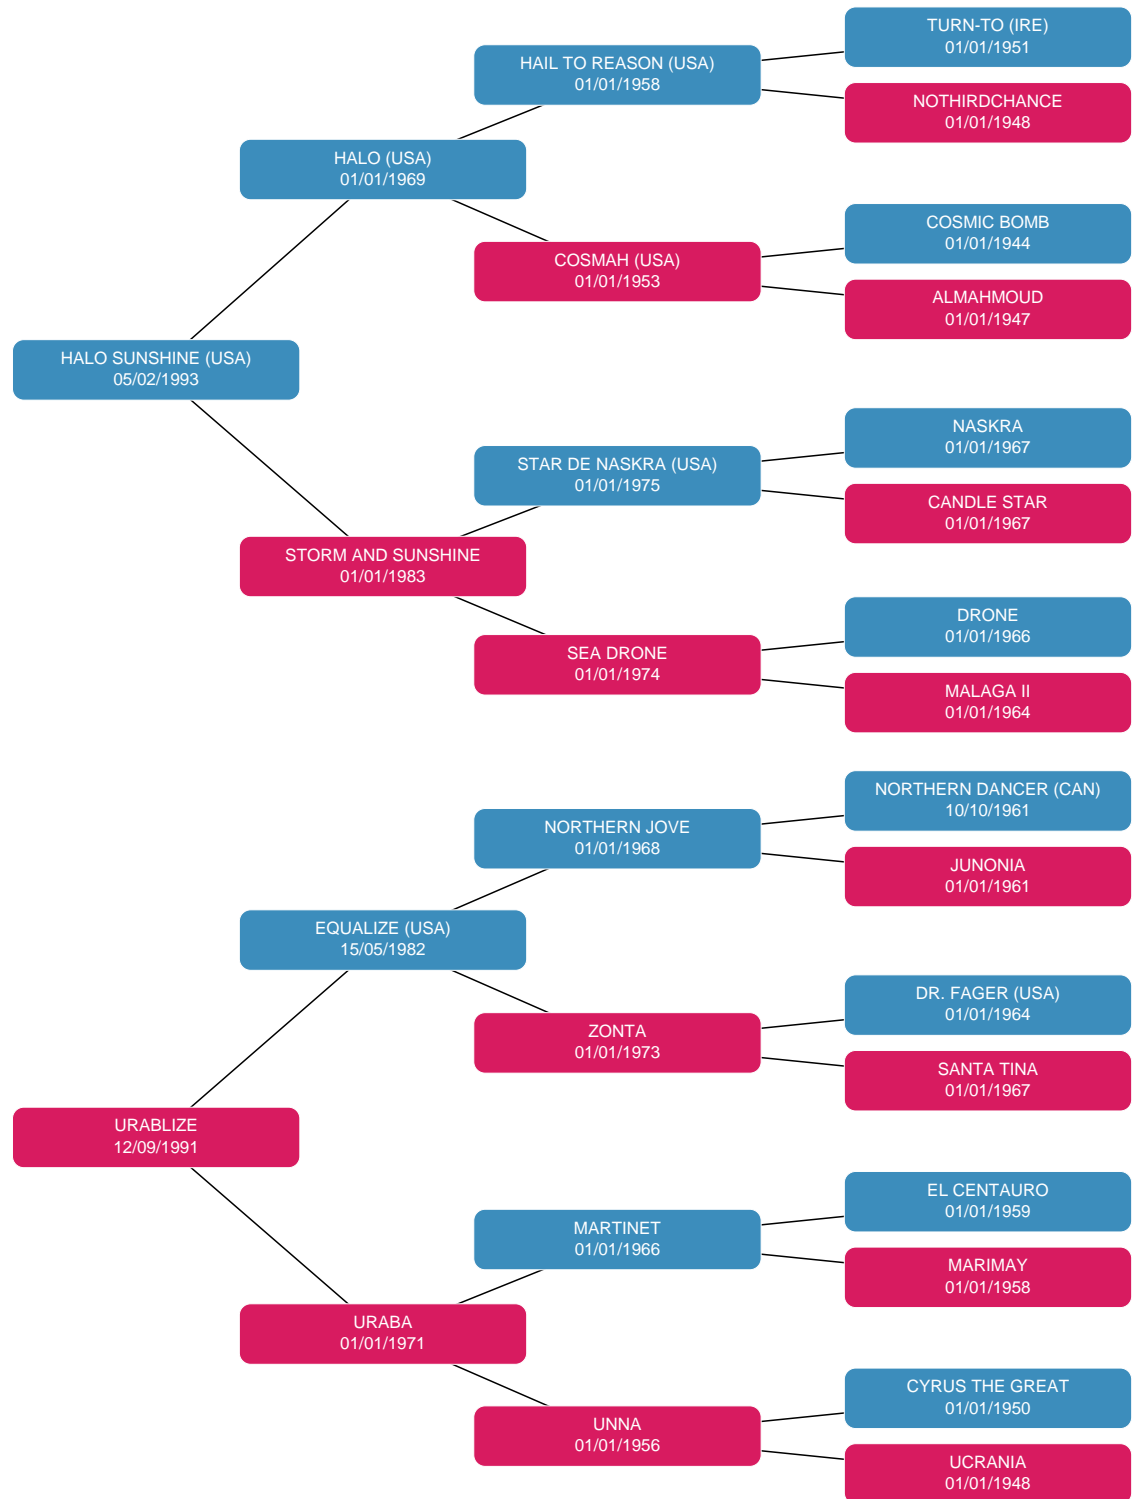 TURN-TO (IRE)
01/01/1951
HAIL TO REASON (USA)
01/01/1958
NOTHIRDCHANCE
01/01/1948
HALO (USA)
01/01/1969
COSMIC BOMB
01/01/1944
COSMAH (USA)
01/01/1953
ALMAHMOUD
01/01/1947
HALO SUNSHINE (USA)
05/02/1993
NASKRA
01/01/1967
STAR DE NASKRA (USA)
01/01/1975
CANDLE STAR
01/01/1967
STORM AND SUNSHINE
01/01/1983
DRONE
01/01/1966
SEA DRONE
01/01/1974
MALAGA II
01/01/1964
NORTHERN DANCER (CAN)
10/10/1961
NORTHERN JOVE
01/01/1968
JUNONIA
01/01/1961
EQUALIZE (USA)
15/05/1982
DR. FAGER (USA)
01/01/1964
ZONTA
01/01/1973
SANTA TINA
01/01/1967
URABLIZE
12/09/1991
EL CENTAURO
01/01/1959
MARTINET
01/01/1966
MARIMAY
01/01/1958
URABA
01/01/1971
CYRUS THE GREAT
01/01/1950
UNNA
01/01/1956
UCRANIA
01/01/1948